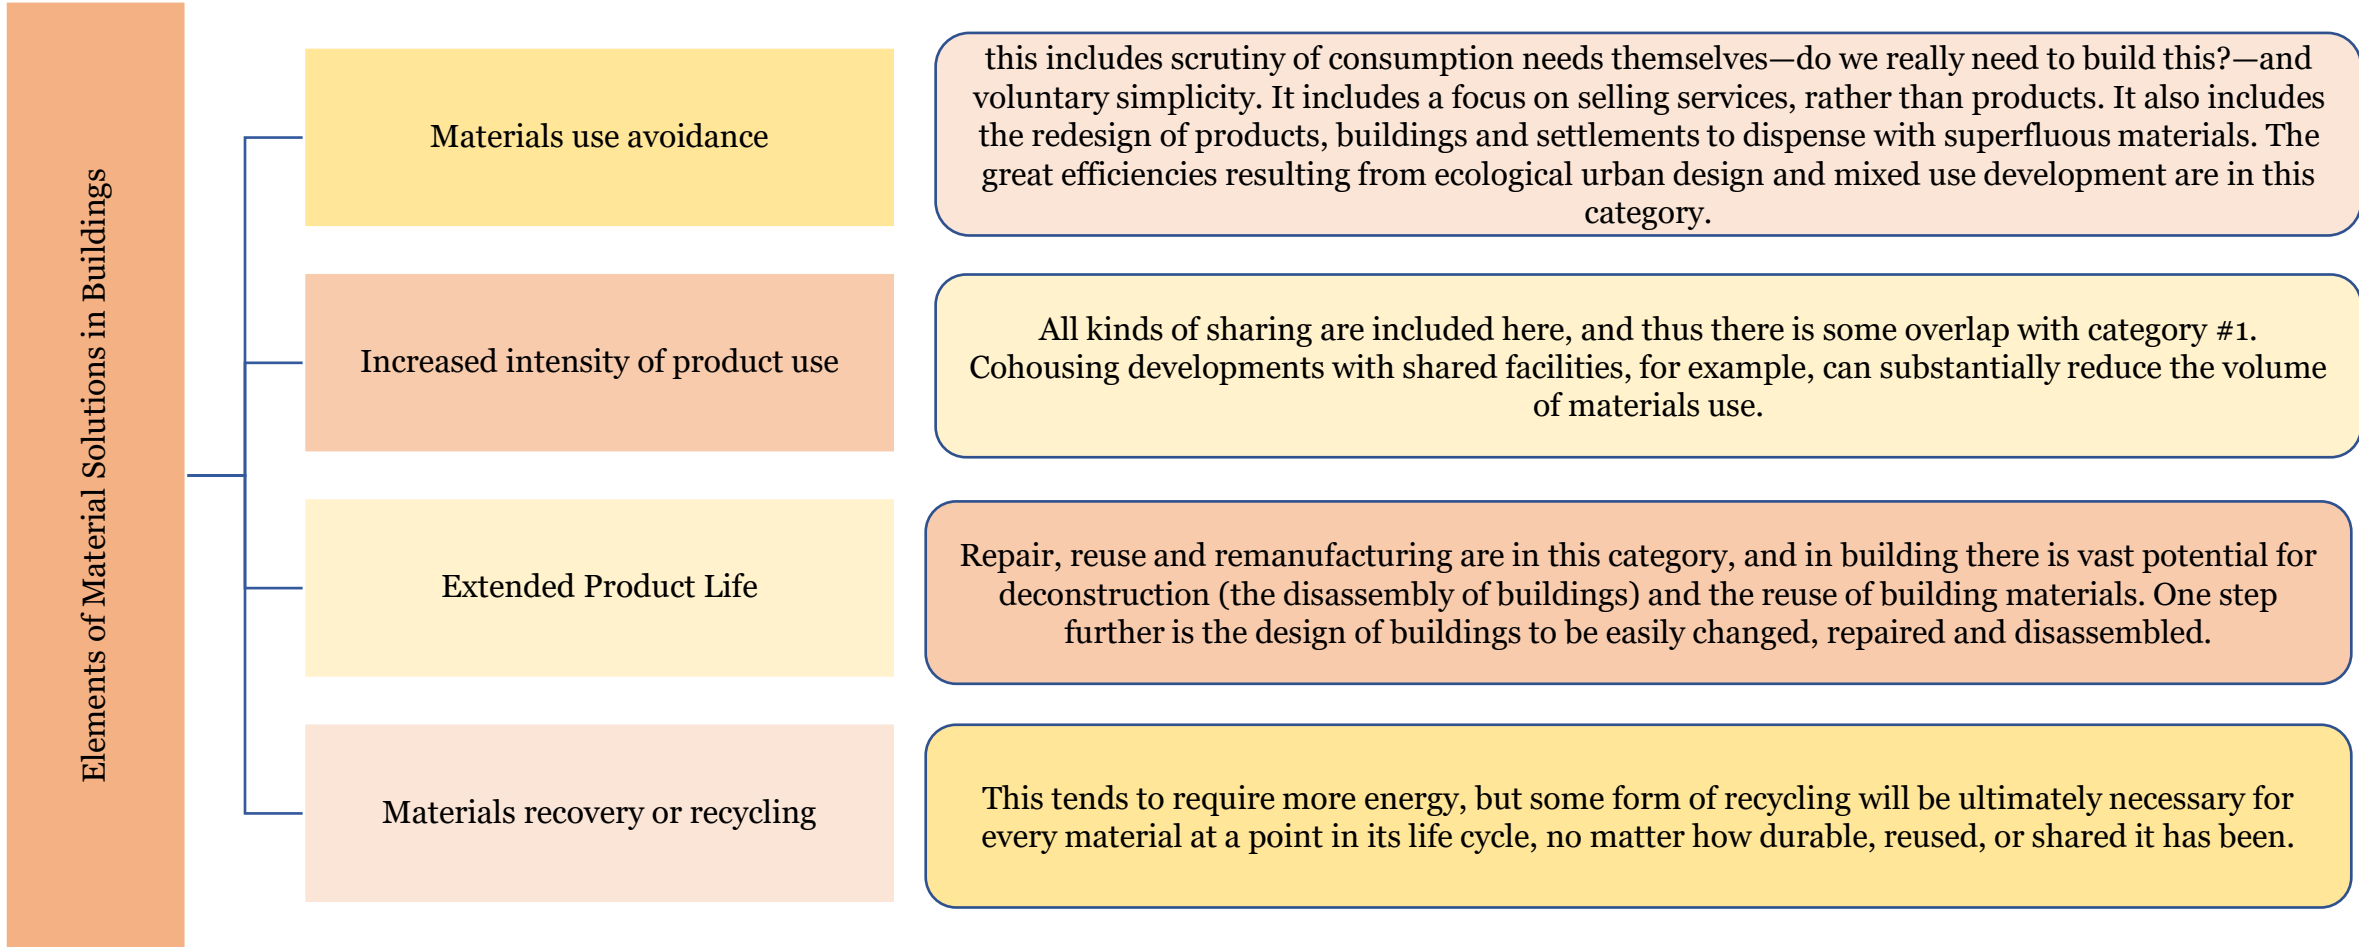 Elements of Material Solutions in Buildings
Materials use avoidance
this includes scrutiny of consumption needs themselves—do we really need to build this?—and
voluntary simplicity. It includes a focus on selling services, rather than products. It also includes
the redesign of products, buildings and settlements to dispense with superfluous materials. The
great efficiencies resulting from ecological urban design and mixed use development are in this
category.
Increased intensity of product use
All kinds of sharing are included here, and thus there is some overlap with category #1.
Cohousing developments with shared facilities, for example, can substantially reduce the volume
of materials use.
Extended Product Life
Repair, reuse and remanufacturing are in this category, and in building there is vast potential for
deconstruction (the disassembly of buildings) and the reuse of building materials. One step
further is the design of buildings to be easily changed, repaired and disassembled.
Materials recovery or recycling
This tends to require more energy, but some form of recycling will be ultimately necessary for
every material at a point in its life cycle, no matter how durable, reused, or shared it has been.